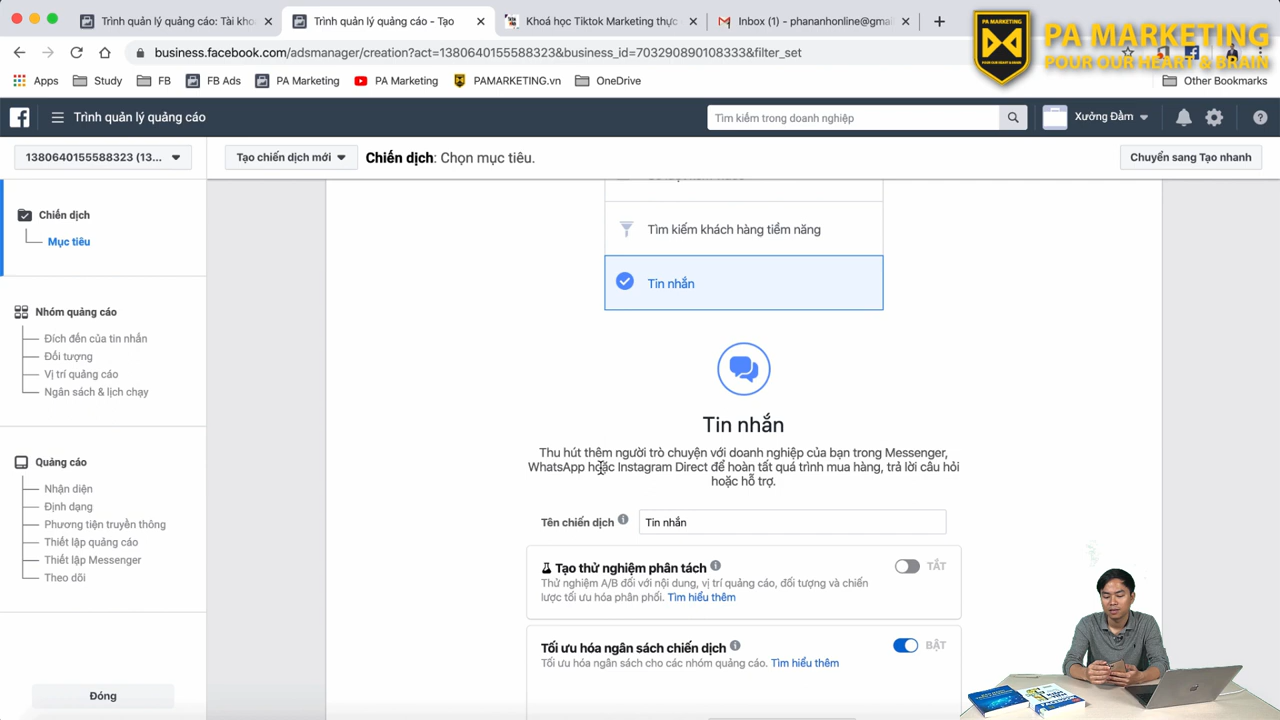 Trình quản lý quảng cáo: Tài kho
Trình quản lý quảng cáo - Tạo
Khoá học Tiktok Marketing thực
Inbox (1) - phananhonline@gmai
PA MARKETING
PA MARKETING
POUR OUR HEART & BRAIN
business.facebook.com/adsmanager/creation?act=1380640155588323&business_id=703290890108333&filter_set
Apps
Study
FB
FB Ads
PA Marketing
PA Marketing
PAMARKETING.vn
OneDrive
Other Bookmarks
Trình quản lý quảng cáo
Tìm kiếm trong doanh nghiệp
Xưởng Đầm
1380640155588323 (13...
Tạo chiến dịch mới
Chiến dịch: Chọn mục tiêu.
Chuyển sang Tạo nhanh
Chiến dịch
Mục tiêu
Nhóm quảng cáo
Đích đến của tin nhắn
Đối tượng
Vị trí quảng cáo
Ngân sách & lịch chạy
Quảng cáo
Nhận diện
Định dạng
Phương tiện truyền thông
Thiết lập quảng cáo
Thiết lập Messenger
Theo dõi
Đóng
Tìm kiếm khách hàng tiềm năng
Tin nhắn
Tin nhắn
Thu hút thêm người trò chuyện với doanh nghiệp của bạn trong Messenger,
WhatsApp hoặc Instagram Direct để hoàn tất quá trình mua hàng, trả lời câu hỏi
hoặc hỗ trợ.
Tên chiến dịch
Tin nhắn
Tạo thử nghiệm phân tách
TẮT
Thử nghiệm A/B đối với nội dung, vị trí quảng cáo, đối tượng và chiến
lược tối ưu hóa phân phối. Tìm hiểu thêm
Tối ưu hóa ngân sách chiến dịch
BẬT
Tối ưu hóa ngân sách cho các nhóm quảng cáo. Tìm hiểu thêm